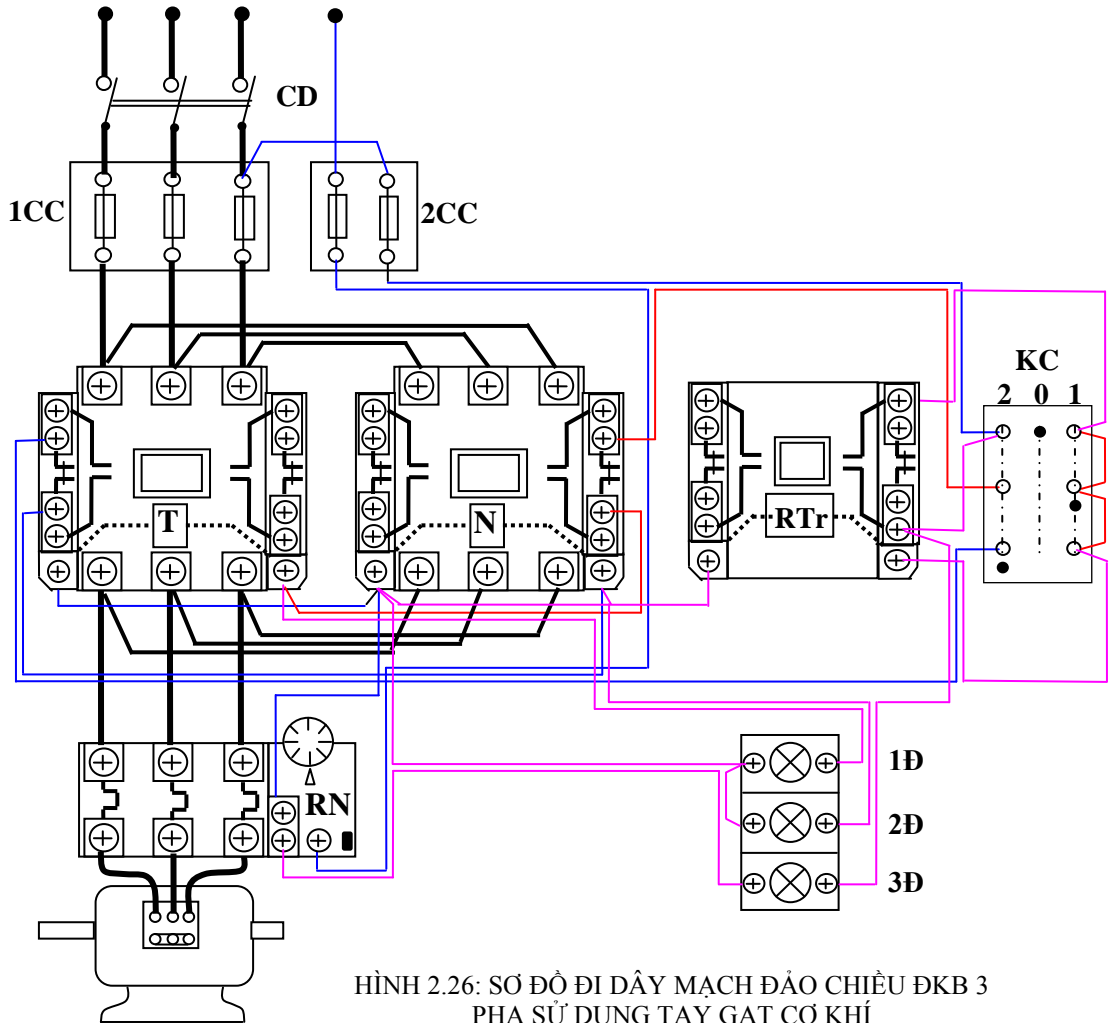 CD
1CC
2CC
KC
2 0 1
T
N
RTr
RN
1Đ
2Đ
3Đ
HÌNH 2.26: SƠ ĐỒ ĐI DÂY MẠCH ĐẢO CHIỀU ĐKB 3
PHA SỬ DỤNG TAY GẠT CƠ KHÍ